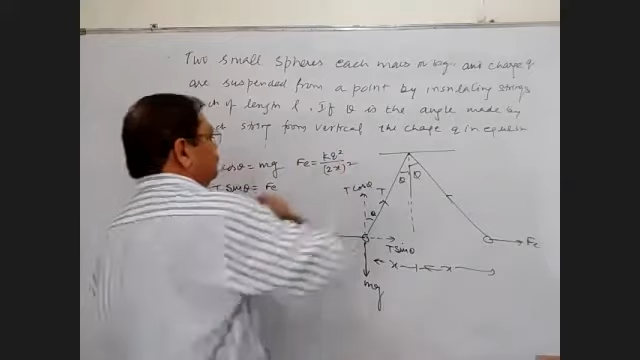 Two small spheres each mass m kg and charge q
are suspended from a point by insulating strings
each of length l. If θ is the angle made by
each string from vertical the charge q in equilm
cosθ = mg Fe = kq²/(2x)²
T sinθ = Fe
T cosθ T θ θ
θ
Fe
T sinθ
x x
mg